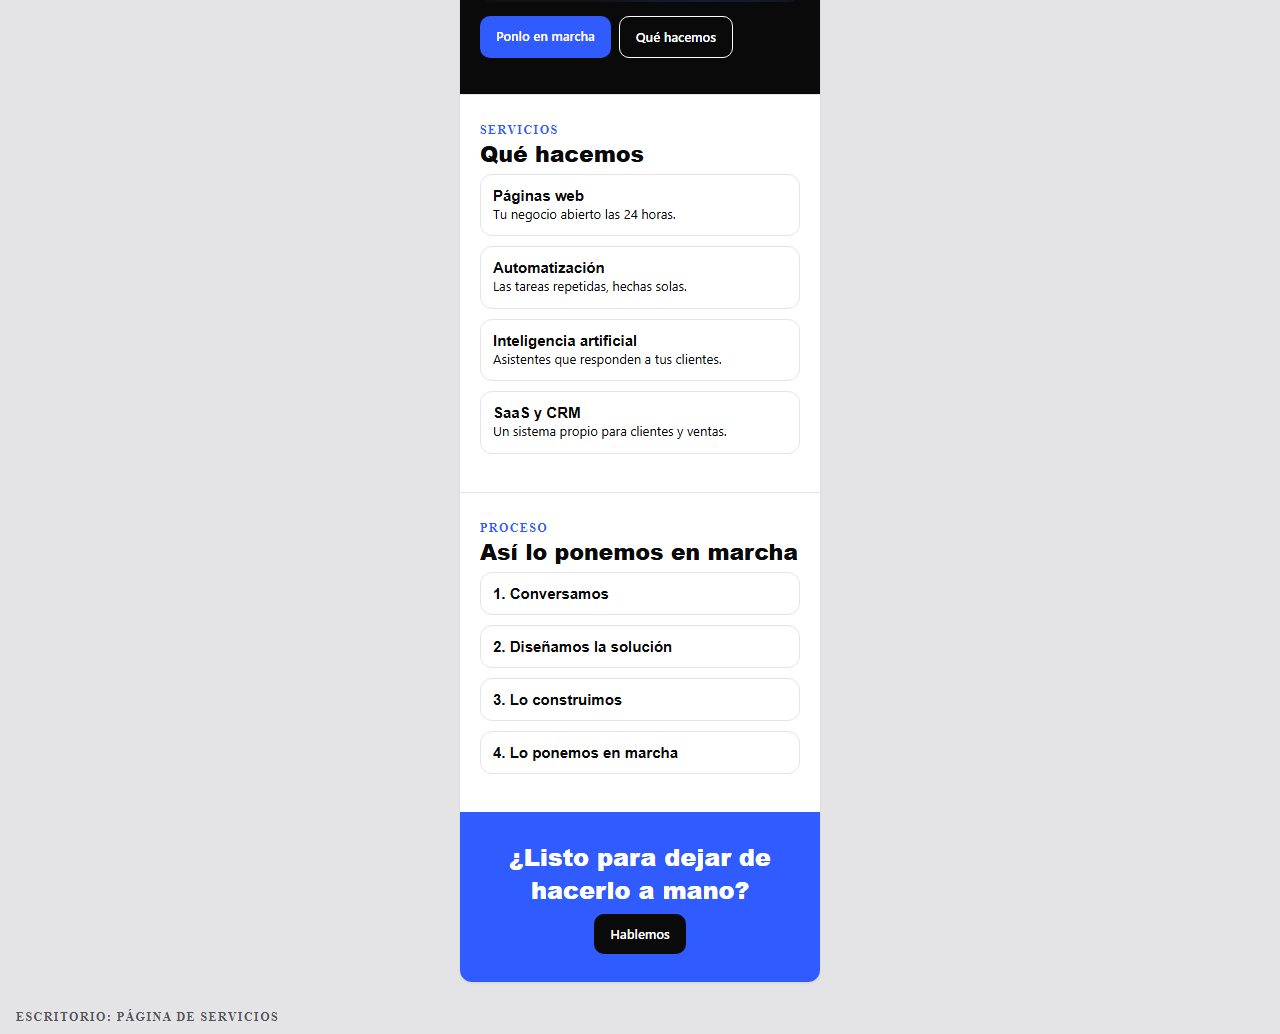 Ponlo en marcha
Qué hacemos
SERVICIOS
Qué hacemos
Páginas web
Tu negocio abierto las 24 horas.
Automatización
Las tareas repetidas, hechas solas.
Inteligencia artificial
Asistentes que responden a tus clientes.
SaaS y CRM
Un sistema propio para clientes y ventas.
PROCESO
Así lo ponemos en marcha
1. Conversamos
2. Diseñamos la solución
3. Lo construimos
4. Lo ponemos en marcha
¿Listo para dejar de
hacerlo a mano?
Hablemos
ESCRITORIO: PÁGINA DE SERVICIOS